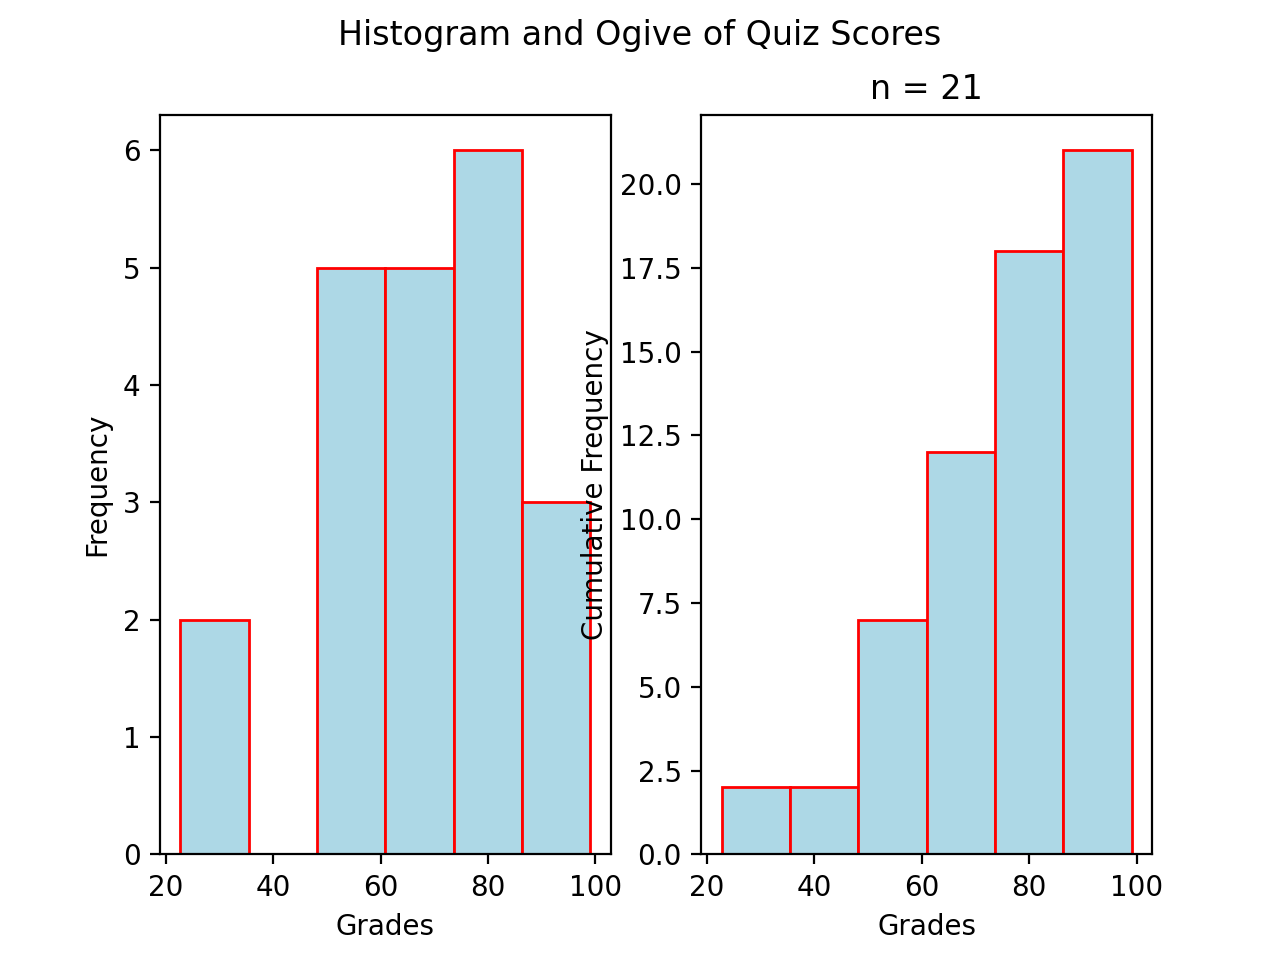 Histogram and Ogive of Quiz Scores
n = 21
6
5
4
3
2
1
0
Frequency
20 40 60 80 100
Grades
20.0
17.5
15.0
12.5
10.0
7.5
5.0
2.5
0.0
Cumulative Frequency
20 40 60 80 100
Grades